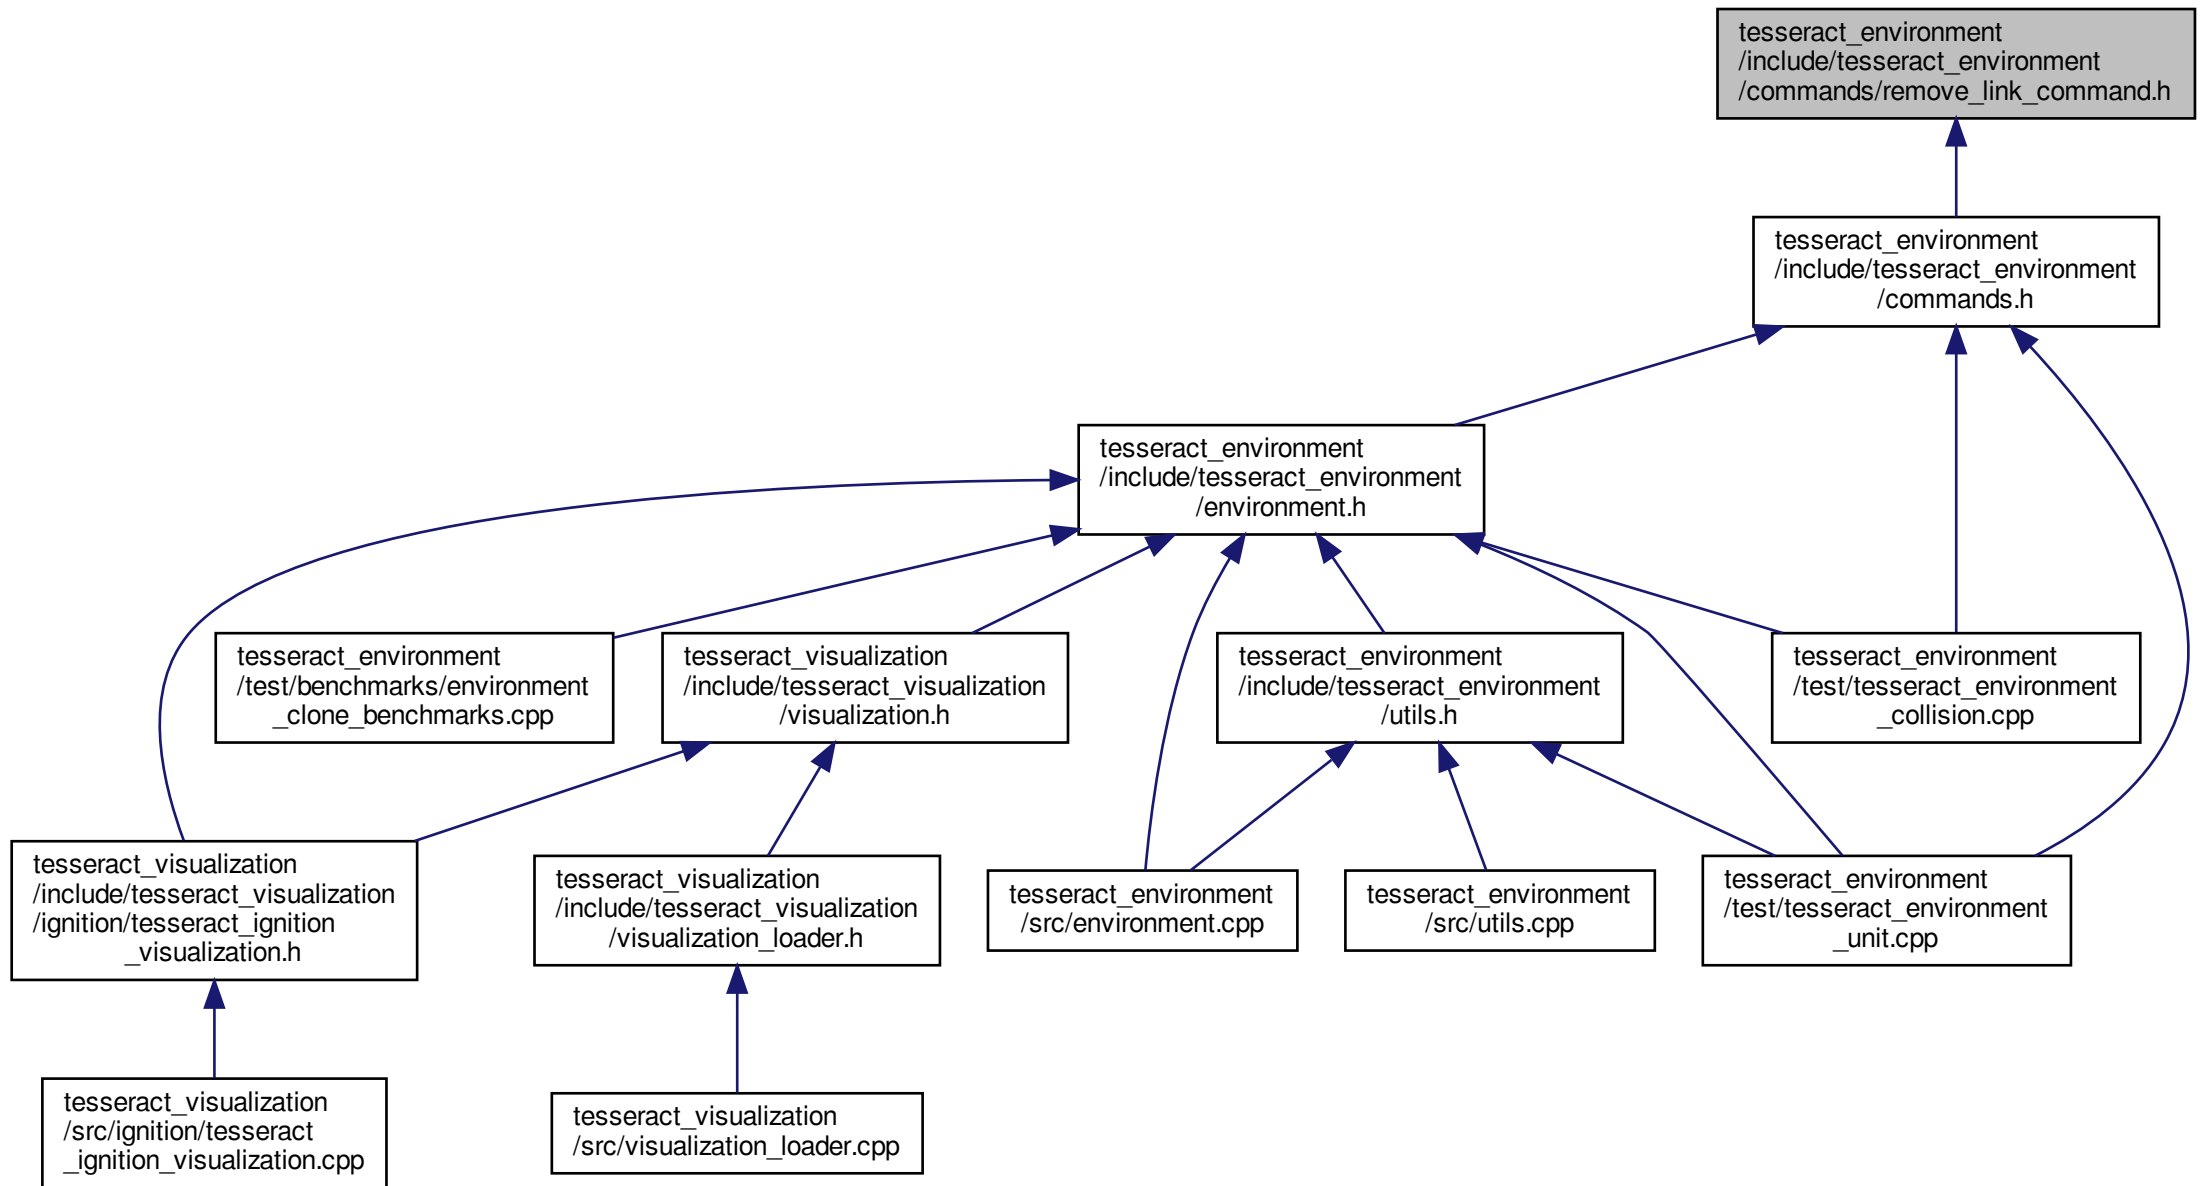 tesseract_environment
/include/tesseract_environment
/commands/remove_link_command.h
tesseract_environment
/include/tesseract_environment
/commands.h
tesseract_environment
/include/tesseract_environment
/environment.h
tesseract_environment
/test/benchmarks/environment
_clone_benchmarks.cpp
tesseract_visualization
/include/tesseract_visualization
/visualization.h
tesseract_environment
/include/tesseract_environment
/utils.h
tesseract_environment
/test/tesseract_environment
_collision.cpp
tesseract_visualization
/include/tesseract_visualization
/ignition/tesseract_ignition
_visualization.h
tesseract_visualization
/include/tesseract_visualization
/visualization_loader.h
tesseract_environment
/src/environment.cpp
tesseract_environment
/src/utils.cpp
tesseract_environment
/test/tesseract_environment
_unit.cpp
tesseract_visualization
/src/ignition/tesseract
_ignition_visualization.cpp
tesseract_visualization
/src/visualization_loader.cpp